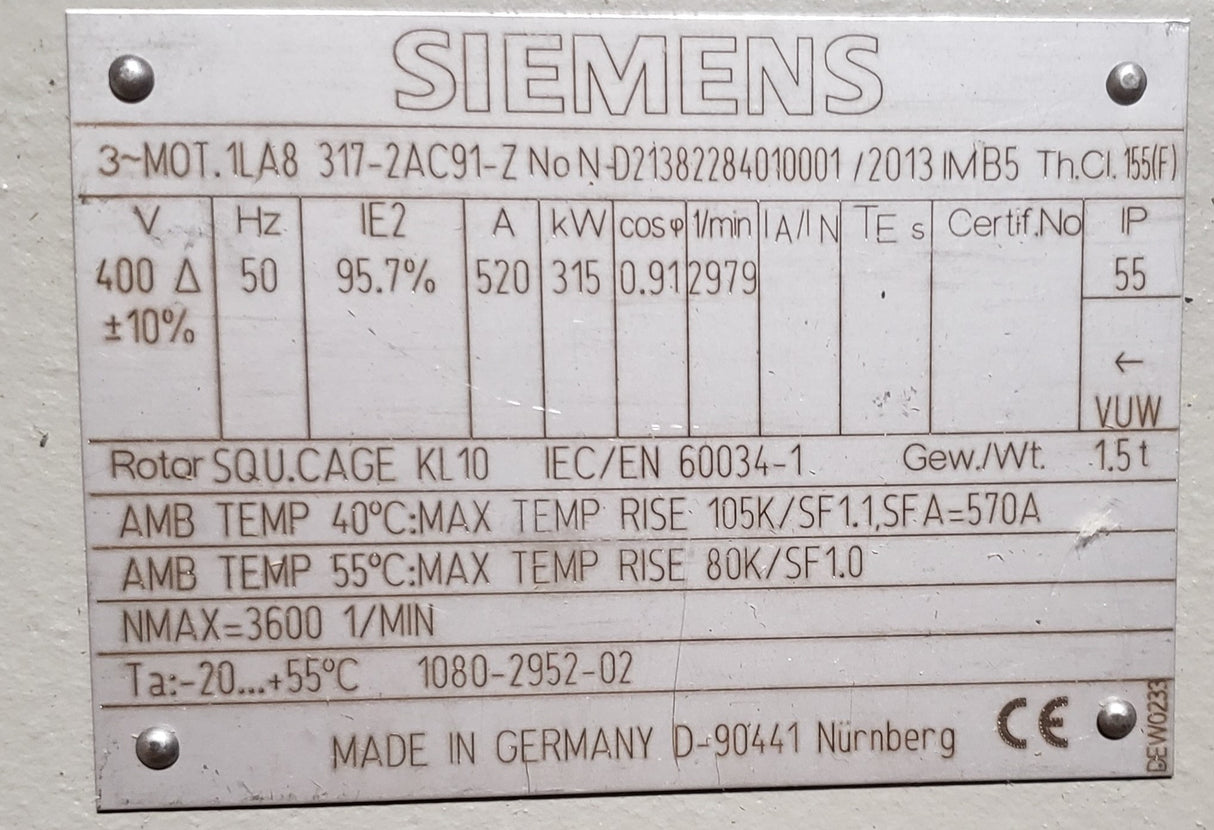 SIEMENS
3~MOT. 1LA8 317-2AC91-Z No N-D21382284010001 /2013 IMB5 Th.Cl. 155(F)
V Hz IE2 A kW cosφ 1/min IA/IN TE s Certif.No IP
400 Δ 50 95.7% 520 315 0.91 2979 55
±10%
←
VUW
Rotor SQU.CAGE KL10 IEC/EN 60034-1 Gew./Wt. 1.5 t
AMB TEMP 40°C:MAX TEMP RISE 105K/SF1.1,SFA=570A
AMB TEMP 55°C:MAX TEMP RISE 80K/SF1.0
NMAX=3600 1/MIN
Ta:-20...+55°C 1080-2952-02
MADE IN GERMANY D-90441 Nürnberg CE
DEW0233